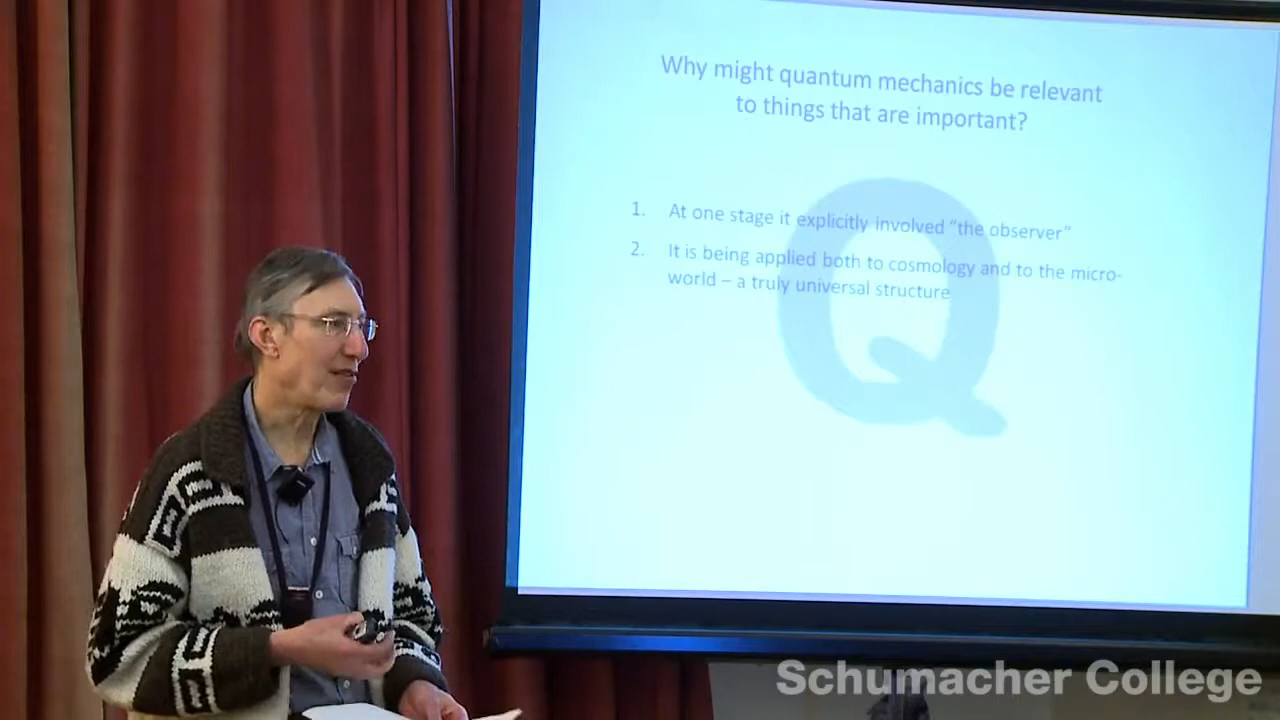 Why might quantum mechanics be relevant
to things that are important?
1. At one stage it explicitly involved “the observer”
2. It is being applied both to cosmology and to the micro-
world – a truly universal structure
Q
Schumacher College